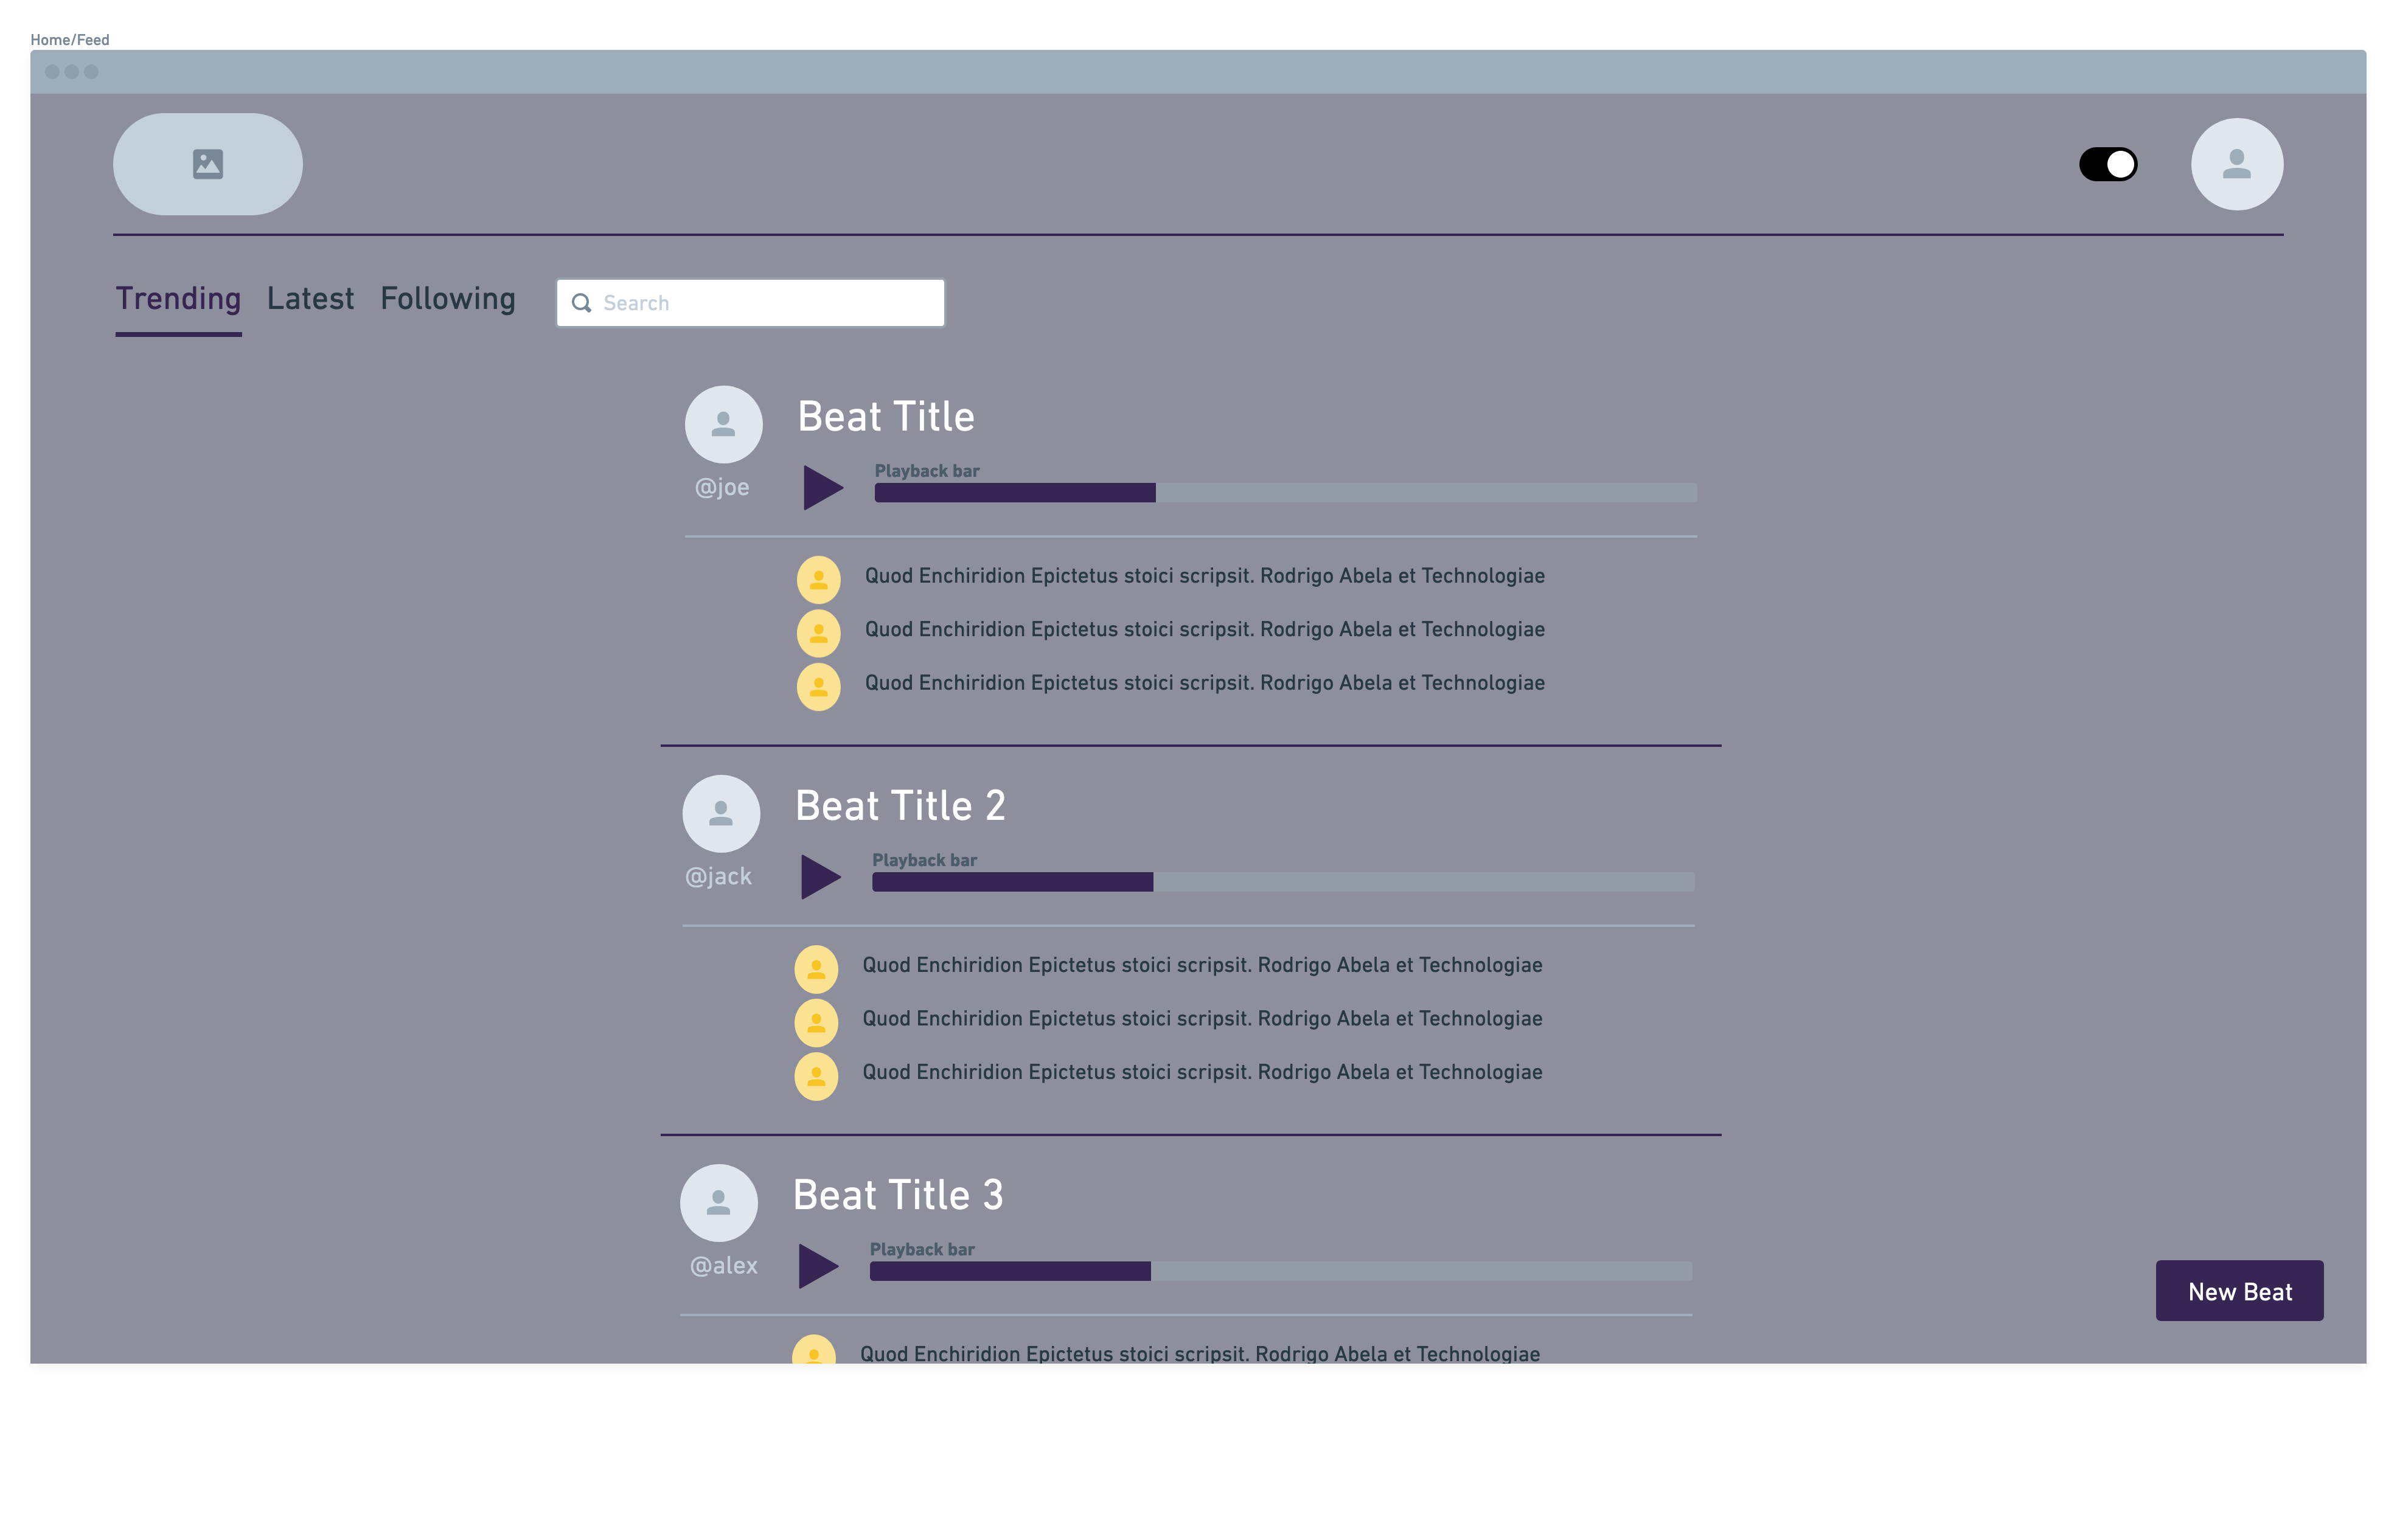 Home/Feed
Trending Latest Following Search
Beat Title
Playback bar
@joe
Quod Enchiridion Epictetus stoici scripsit. Rodrigo Abela et Technologiae
Quod Enchiridion Epictetus stoici scripsit. Rodrigo Abela et Technologiae
Quod Enchiridion Epictetus stoici scripsit. Rodrigo Abela et Technologiae
Beat Title 2
Playback bar
@jack
Quod Enchiridion Epictetus stoici scripsit. Rodrigo Abela et Technologiae
Quod Enchiridion Epictetus stoici scripsit. Rodrigo Abela et Technologiae
Quod Enchiridion Epictetus stoici scripsit. Rodrigo Abela et Technologiae
Beat Title 3
Playback bar
@alex
New Beat
Quod Enchiridion Epictetus stoici scripsit. Rodrigo Abela et Technologiae